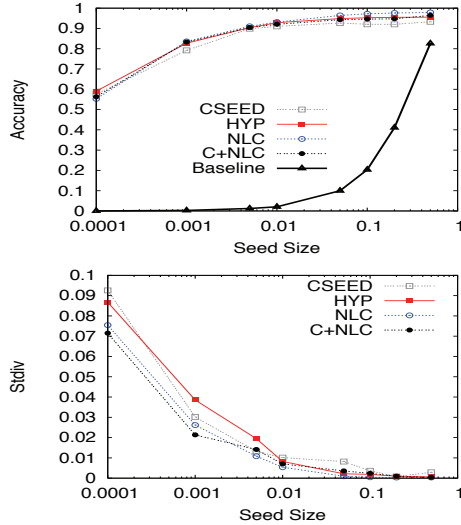 1
0.9
0.8
0.7
0.6
0.5
0.4
0.3
0.2
0.1
0
Accuracy
CSEED
HYP
NLC
C+NLC
Baseline
0.0001 0.001 0.01 0.1 1
Seed Size
0.1
0.09
0.08
0.07
0.06
0.05
0.04
0.03
0.02
0.01
0
Stdiv
CSEED
HYP
NLC
C+NLC
0.0001 0.001 0.01 0.1 1
Seed Size